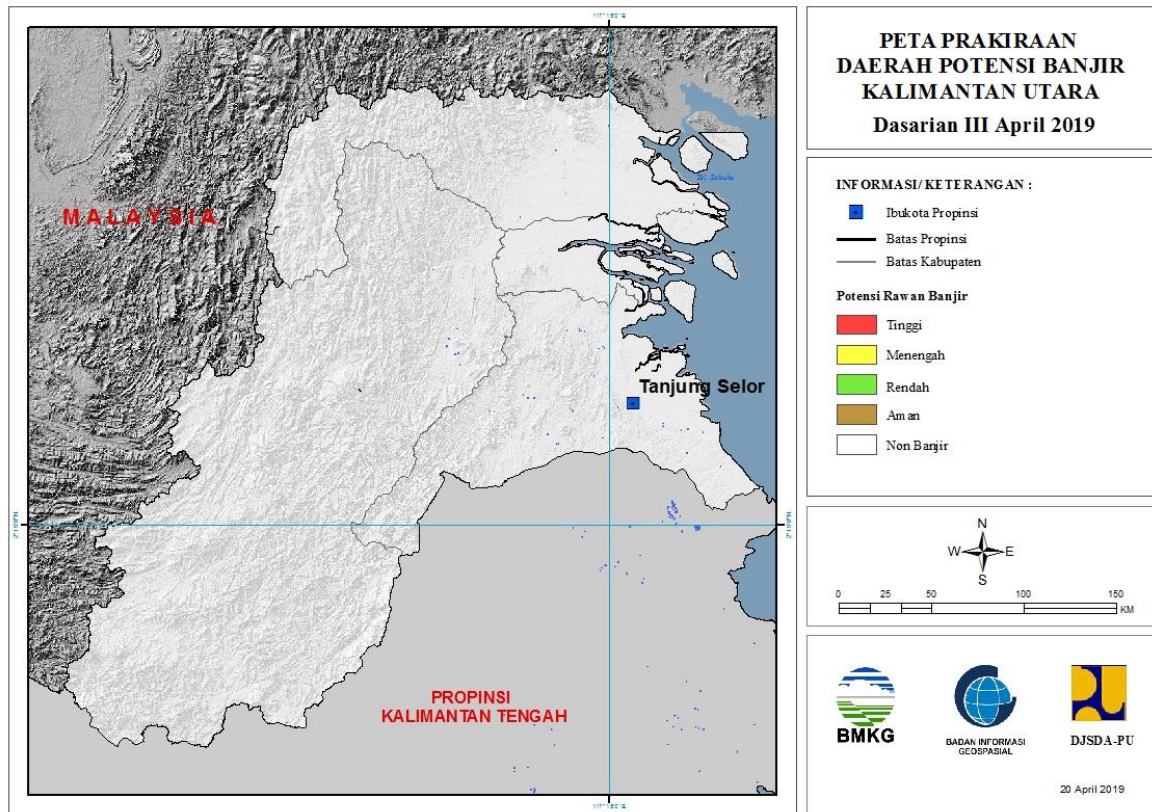 PETA PRAKIRAAN
DAERAH POTENSI BANJIR
KALIMANTAN UTARA
Dasarian III April 2019
MALAYSIA
Tanjung Selor
PROPINSI
KALIMANTAN TENGAH
INFORMASI/ KETERANGAN :
Ibukota Propinsi
Batas Propinsi
Batas Kabupaten
Potensi Rawan Banjir
Tinggi
Menengah
Rendah
Aman
Non Banjir
N
W E
S
0 25 50 100 150
KM
BMKG
BADAN INFORMASI
GEOSPASIAL
DJSDA-PU
20 April 2019